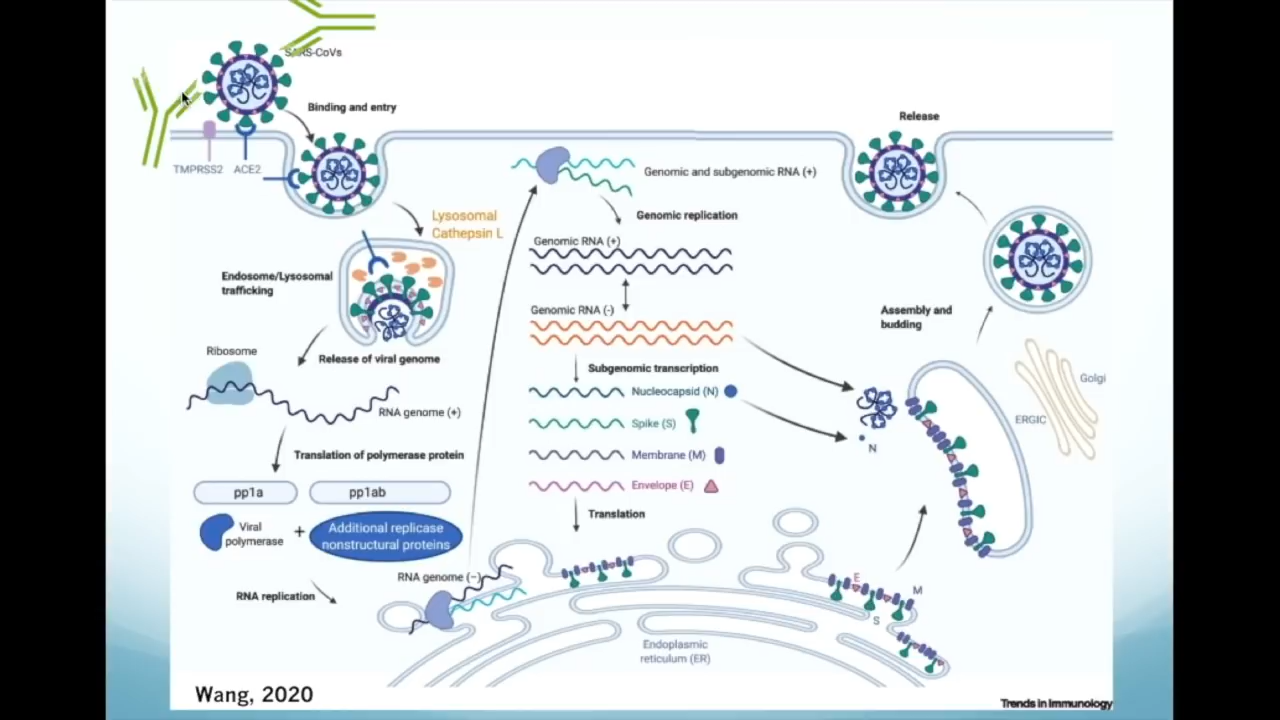 SARS-CoVs
Binding and entry
TMPRSS2
ACE2
Lysosomal
Cathepsin L
Endosome/Lysosomal
trafficking
Release of viral genome
Ribosome
RNA genome (+)
Translation of polymerase protein
pp1a
pp1ab
Viral
polymerase
+
Additional replicase
nonstructural proteins
RNA replication
RNA genome (−)
Genomic and subgenomic RNA (+)
Genomic replication
Genomic RNA (+)
Genomic RNA (-)
Subgenomic transcription
Nucleocapsid (N)
Spike (S)
Membrane (M)
Envelope (E)
Translation
Endoplasmic
reticulum (ER)
E
M
S
N
Assembly and
budding
ERGIC
Golgi
Release
Wang, 2020
Trends in Immunology